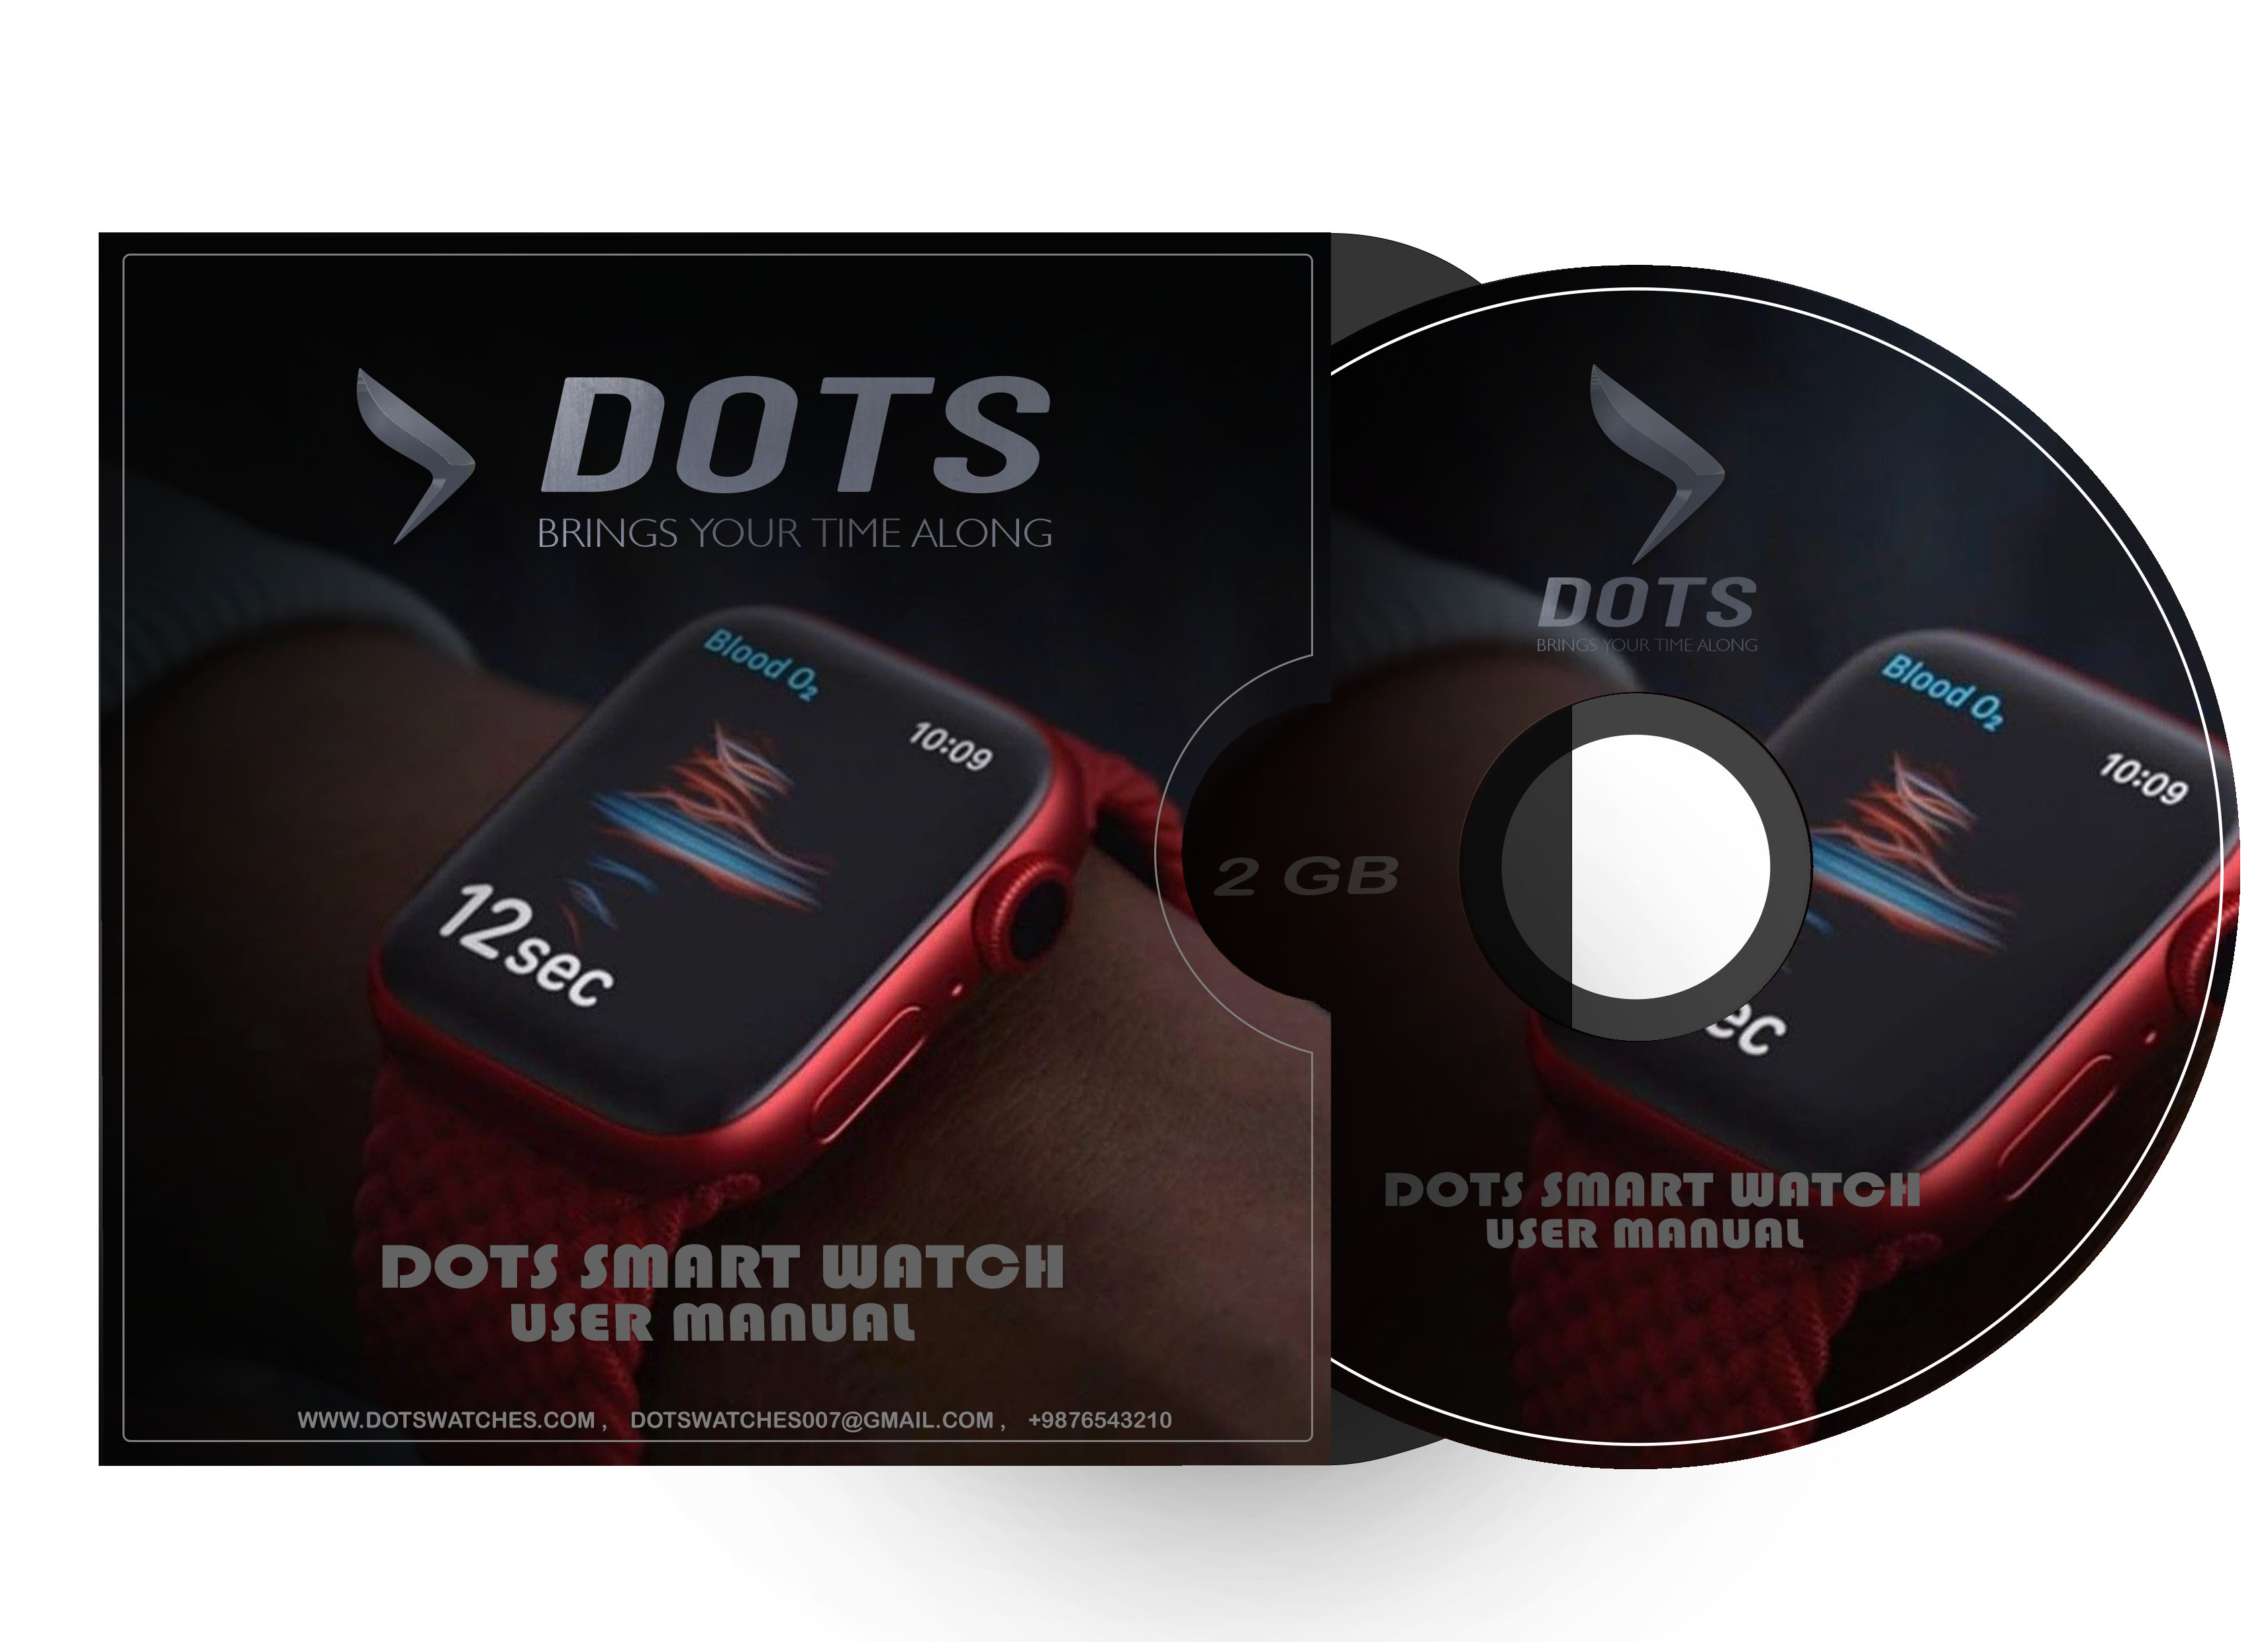 DOTS
BRINGS YOUR TIME ALONG
Blood O₂
10:09
12sec
DOTS SMART WATCH
USER MANUAL
WWW.DOTSWATCHES.COM , DOTSWATCHES007@GMAIL.COM , +9876543210
DOTS
BRINGS YOUR TIME ALONG
Blood O₂
10:09
2 GB
ec
DOTS SMART WATCH
USER MANUAL